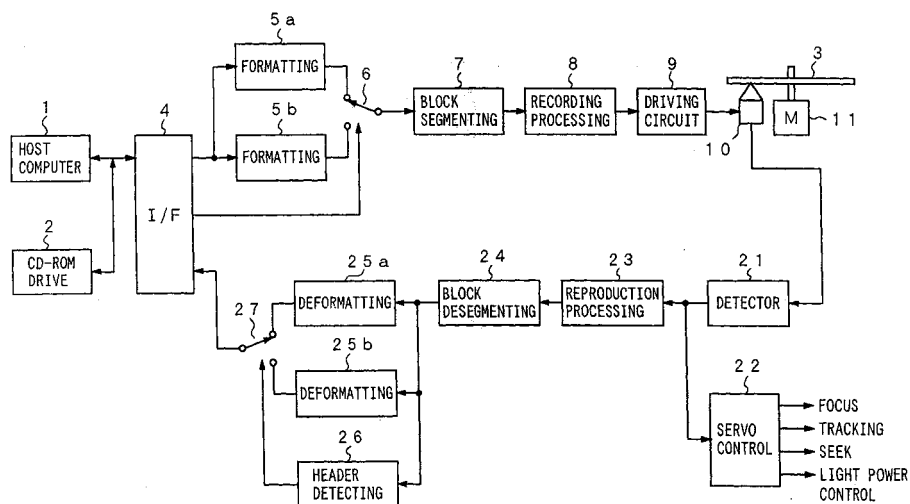 5a
FORMATTING
6
7
8
9
3
1
4
BLOCK
SEGMENTING
RECORDING
PROCESSING
DRIVING
CIRCUIT
M
11
10
HOST
COMPUTER
5b
FORMATTING
I/F
2
CD-ROM
DRIVE
25a
24
23
21
DEFORMATTING
BLOCK
DESEGMENTING
REPRODUCTION
PROCESSING
DETECTOR
27
25b
DEFORMATTING
22
SERVO
CONTROL
FOCUS
TRACKING
SEEK
LIGHT POWER
CONTROL
26
HEADER
DETECTING